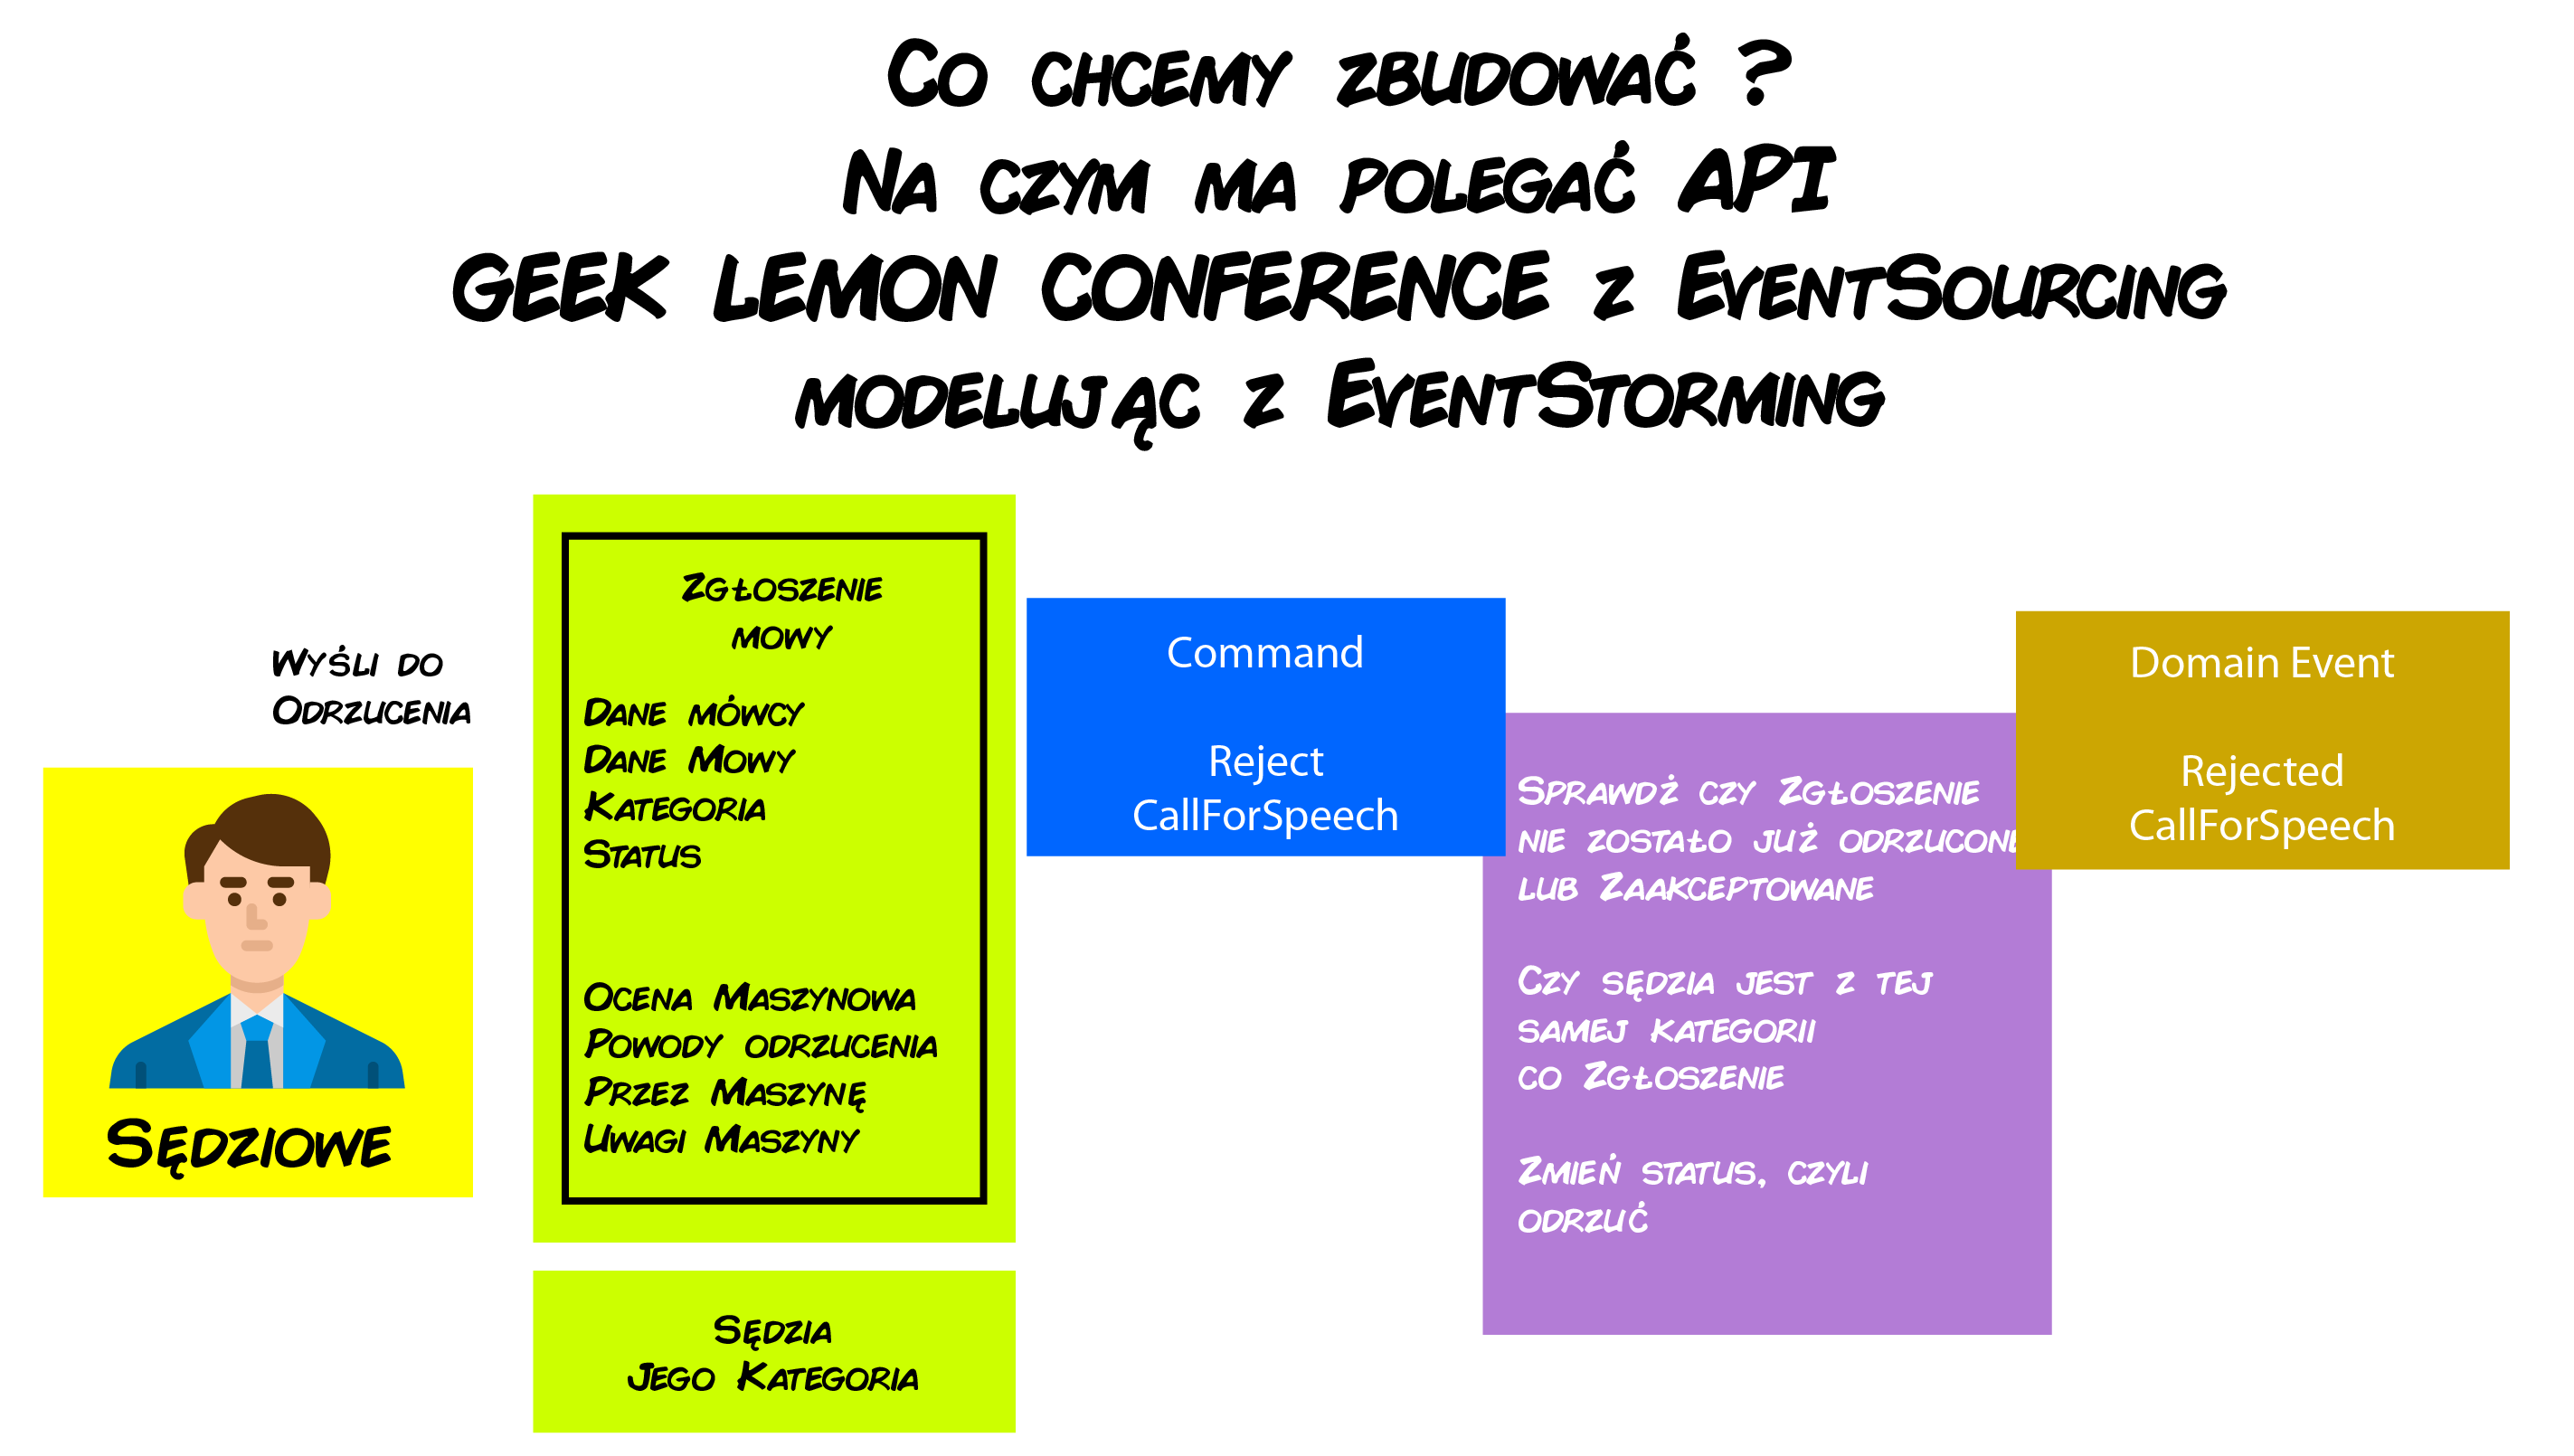 Co chcemy zbudować ?
Na czym ma polegać API
GEEK LEMON CONFERENCE z EventSourcing
modelując z EventStorming
Wyśli do
Odrzucenia
Sędziowe
Zgłoszenie
mowy
Dane mówcy
Dane Mowy
Kategoria
Status
Ocena Maszynowa
Powody odrzucenia
Przez Maszynę
Uwagi Maszyny
Sędzia
Jego Kategoria
Command
Reject
CallForSpeech
Sprawdż czy Zgłoszenie
nie zostało już odrzucone
lub Zaakceptowane
Czy sędzia jest z tej
samej kategorii
co Zgłoszenie
Zmień status, czyli
odrzuć
Domain Event
Rejected
CallForSpeech